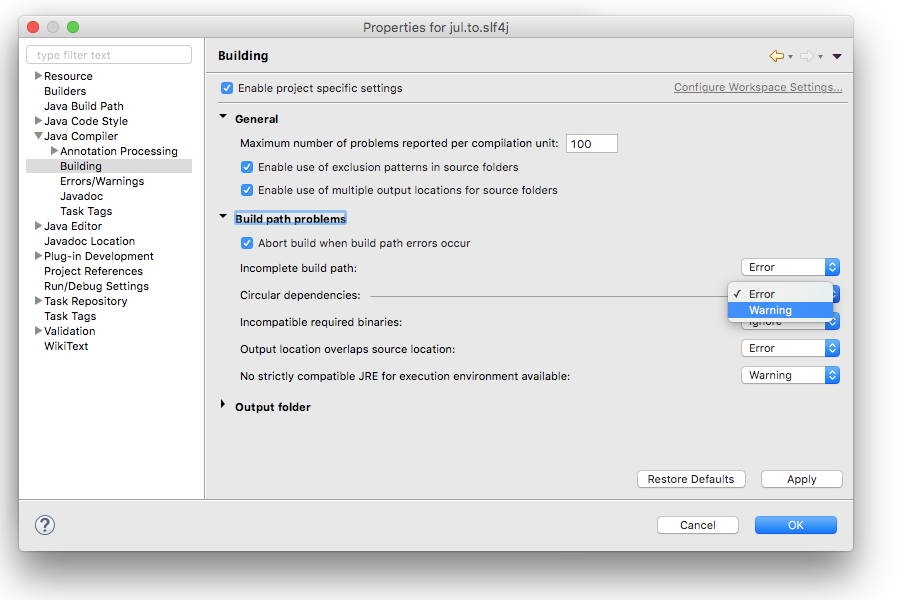 Properties for jul.to.slf4j
type filter text
Resource
Builders
Java Build Path
Java Code Style
Java Compiler
Annotation Processing
Building
Errors/Warnings
Javadoc
Task Tags
Java Editor
Javadoc Location
Plug-in Development
Project References
Run/Debug Settings
Task Repository
Task Tags
Validation
WikiText
Building
Enable project specific settings
Configure Workspace Settings...
General
Maximum number of problems reported per compilation unit: 100
Enable use of exclusion patterns in source folders
Enable use of multiple output locations for source folders
Build path problems
Abort build when build path errors occur
Incomplete build path: Error
Circular dependencies: ✓ Error
Warning
Incompatible required binaries: Ignore
Output location overlaps source location: Error
No strictly compatible JRE for execution environment available: Warning
Output folder
Restore Defaults Apply
? Cancel OK